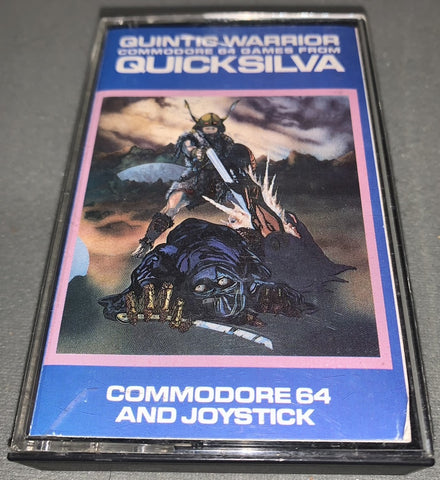 QUINTIC WARRIOR
COMMODORE 64 GAMES FROM
QUICKSILVA
COMMODORE 64
AND JOYSTICK